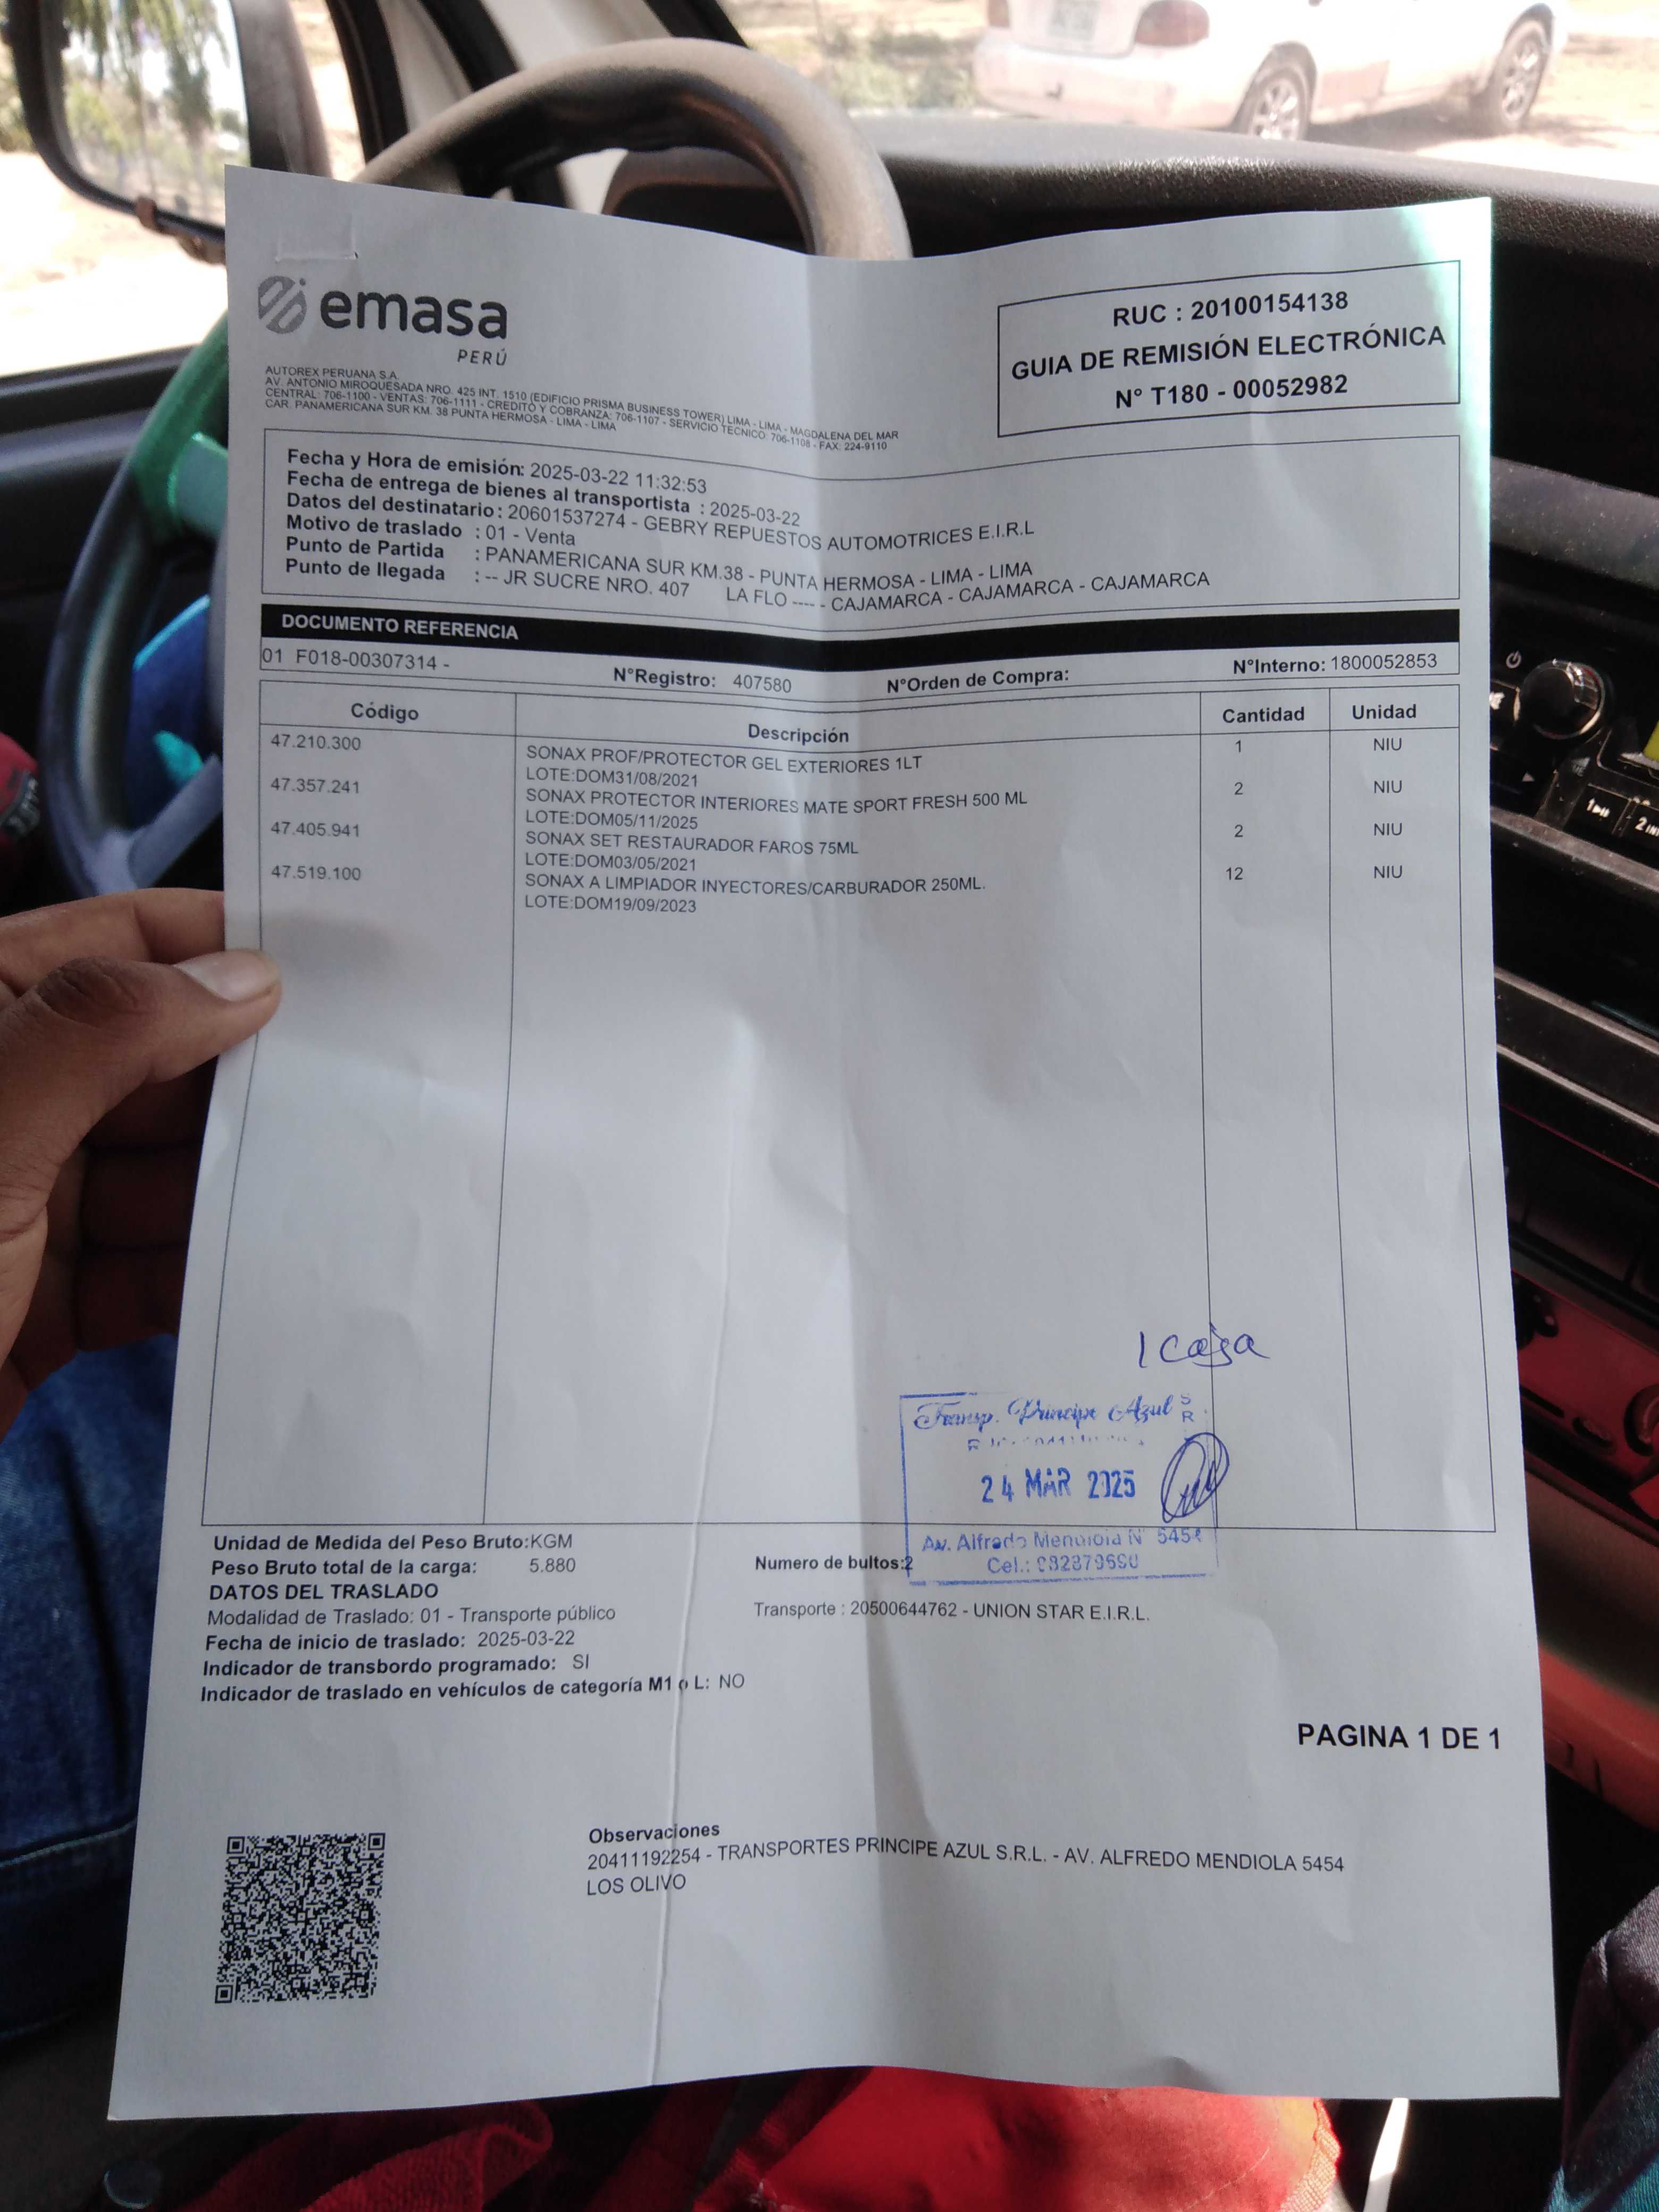 emasa
PERÚ
AUTOREX PERUANA S.A.
AV. ANTONIO MIROQUESADA NRO. 425 INT. 1510 (EDIFICIO PRISMA BUSINESS TOWER) LIMA - LIMA - MAGDALENA DEL MAR
CENTRAL: 706-1100 - VENTAS: 706-1111 - CREDITO Y COBRANZA: 706-1107 - SERVICIO TECNICO: 706-1108 - FAX: 224-9110
CAR. PANAMERICANA SUR KM. 38 PUNTA HERMOSA - LIMA - LIMA
RUC : 20100154138
GUIA DE REMISIÓN ELECTRÓNICA
N° T180 - 00052982
Fecha y Hora de emisión: 2025-03-22 11:32:53
Fecha de entrega de bienes al transportista : 2025-03-22
Datos del destinatario : 20601537274 - GEBRY REPUESTOS AUTOMOTRICES E.I.R.L
Motivo de traslado : 01 - Venta
Punto de Partida : PANAMERICANA SUR KM.38 - PUNTA HERMOSA - LIMA - LIMA
Punto de llegada : -- JR SUCRE NRO. 407 LA FLO ---- - CAJAMARCA - CAJAMARCA - CAJAMARCA
DOCUMENTO REFERENCIA
01 F018-00307314 - N°Registro: 407580 N°Orden de Compra: N°Interno: 1800052853
Código Descripción Cantidad Unidad
47.210.300 SONAX PROF/PROTECTOR GEL EXTERIORES 1LT 1 NIU
LOTE:DOM31/08/2021
47.357.241 SONAX PROTECTOR INTERIORES MATE SPORT FRESH 500 ML 2 NIU
LOTE:DOM05/11/2025
47.405.941 SONAX SET RESTAURADOR FAROS 75ML 2 NIU
LOTE:DOM03/05/2021
47.519.100 SONAX A LIMPIADOR INYECTORES/CARBURADOR 250ML. 12 NIU
LOTE:DOM19/09/2023
1 caja
Transp. Principe Azul S R
24 MAR 2025
Av. Alfredo Mendiola N° 5454
Cel.:
Unidad de Medida del Peso Bruto:KGM
Peso Bruto total de la carga: 5.880 Numero de bultos:2
DATOS DEL TRASLADO
Modalidad de Traslado: 01 - Transporte público Transporte : 20500644762 - UNION STAR E.I.R.L.
Fecha de inicio de traslado: 2025-03-22
Indicador de transbordo programado: SI
Indicador de traslado en vehículos de categoría M1 o L: NO
PAGINA 1 DE 1
Observaciones
20411192254 - TRANSPORTES PRINCIPE AZUL S.R.L. - AV. ALFREDO MENDIOLA 5454
LOS OLIVO